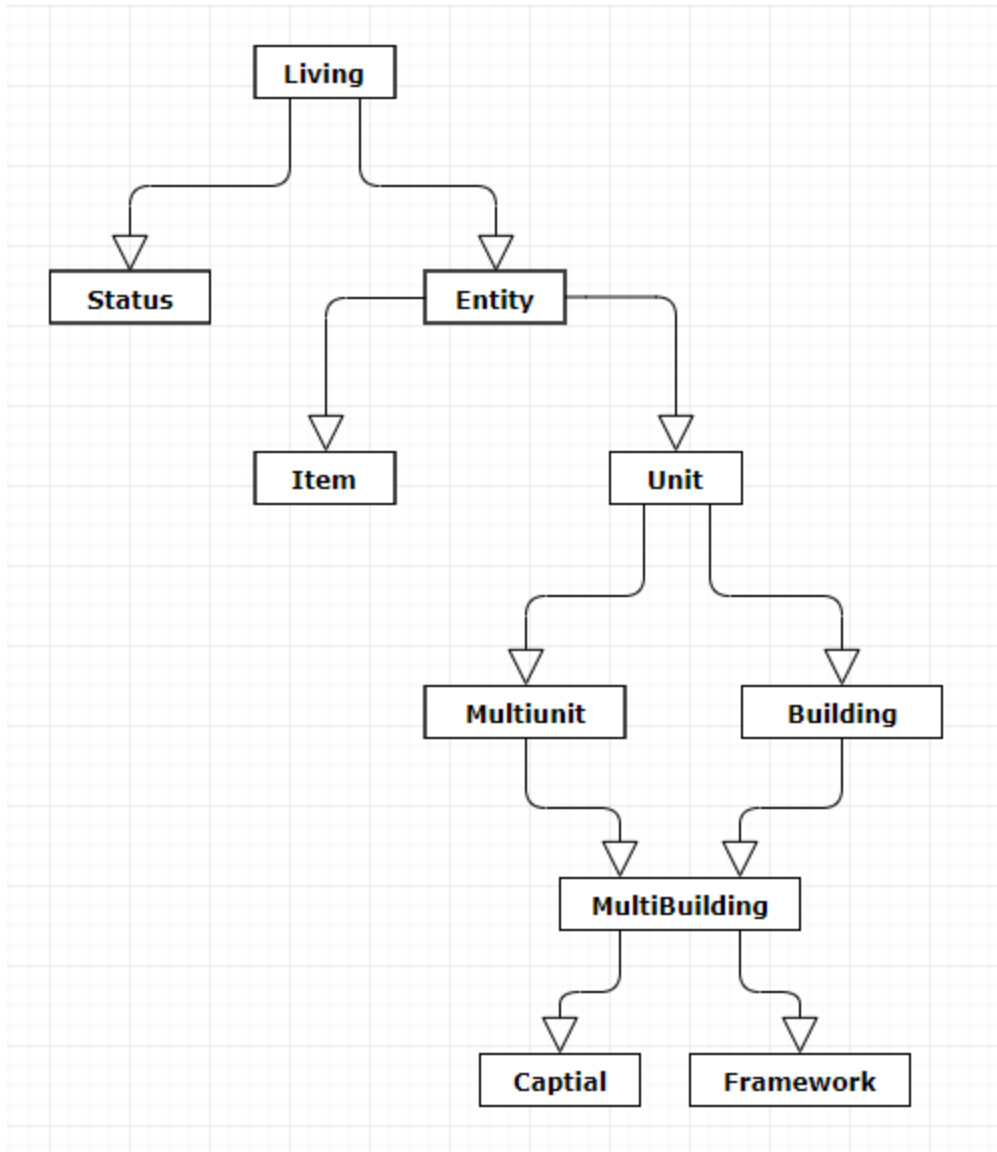 Living
Status
Entity
Item
Unit
Multiunit
Building
MultiBuilding
Captial
Framework